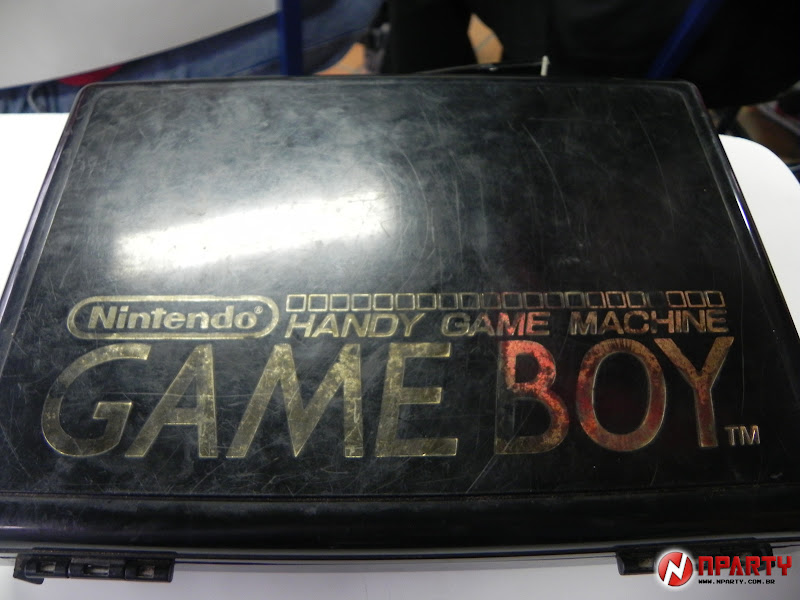 Nintendo®
HANDY GAME MACHINE
GAME BOY™
NPARTY
WWW.NPARTY.COM.BR